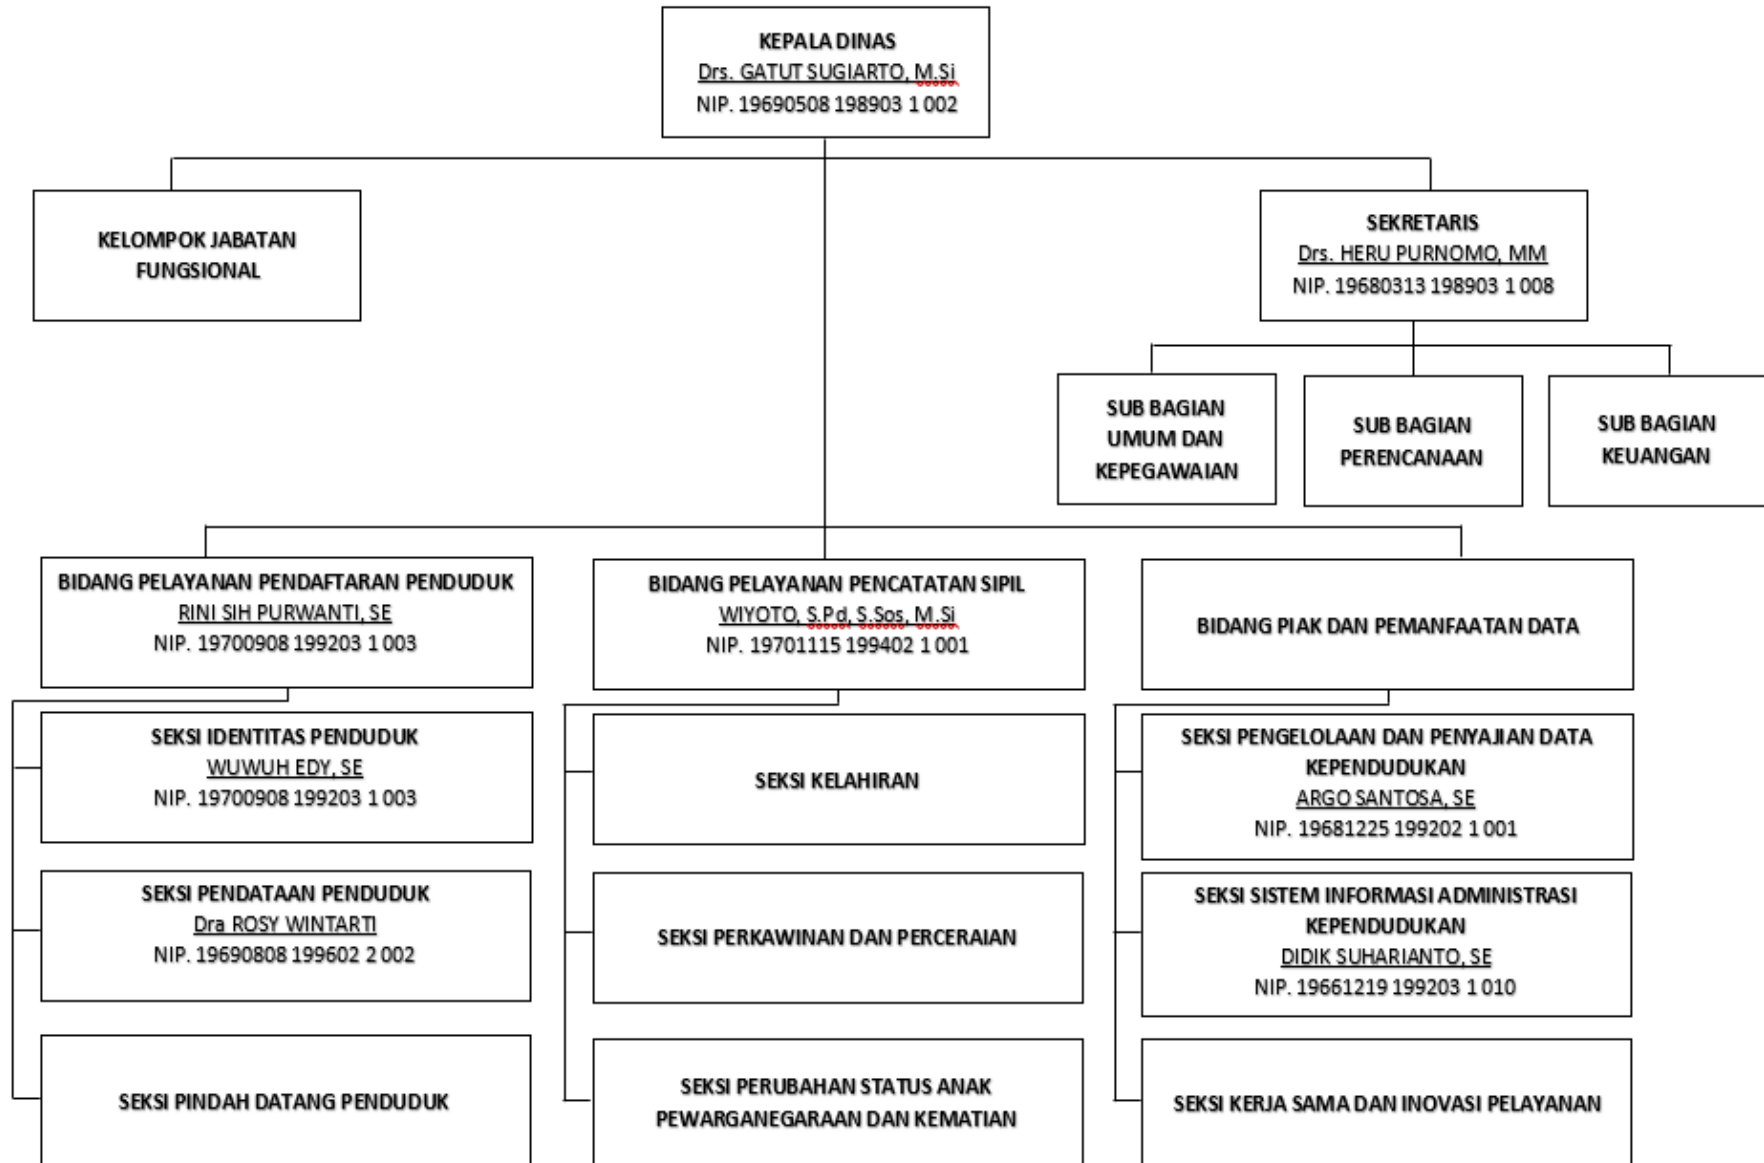 KEPALA DINAS
Drs. GATUT SUGIARTO, M.Si
NIP. 19690508 198903 1 002
KELOMPOK JABATAN
FUNGSIONAL
SEKRETARIS
Drs. HERU PURNOMO, MM
NIP. 19680313 198903 1 008
SUB BAGIAN
UMUM DAN
KEPEGAWAIAN
SUB BAGIAN
PERENCANAAN
SUB BAGIAN
KEUANGAN
BIDANG PELAYANAN PENDAFTARAN PENDUDUK
RINI SIH PURWANTI, SE
NIP. 19700908 199203 1 003
BIDANG PELAYANAN PENCATATAN SIPIL
WIYOTO, S.Pd, S.Sos, M.Si
NIP. 19701115 199402 1 001
BIDANG PIAK DAN PEMANFAATAN DATA
SEKSI IDENTITAS PENDUDUK
WUWUH EDY, SE
NIP. 19700908 199203 1 003
SEKSI KELAHIRAN
SEKSI PENGELOLAAN DAN PENYAJIAN DATA
KEPENDUDUKAN
ARGO SANTOSA, SE
NIP. 19681225 199202 1 001
SEKSI PENDATAAN PENDUDUK
Dra ROSY WINTARTI
NIP. 19690808 199602 2 002
SEKSI PERKAWINAN DAN PERCERAIAN
SEKSI SISTEM INFORMASI ADMINISTRASI
KEPENDUDUKAN
DIDIK SUHARIANTO, SE
NIP. 19661219 199203 1 010
SEKSI PINDAH DATANG PENDUDUK
SEKSI PERUBAHAN STATUS ANAK
PEWARGANEGARAAN DAN KEMATIAN
SEKSI KERJA SAMA DAN INOVASI PELAYANAN